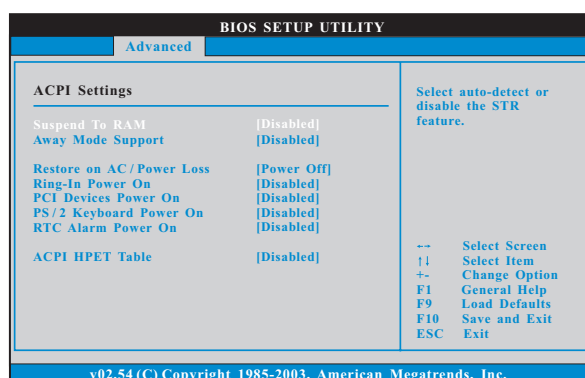 BIOS SETUP UTILITY
Advanced
ACPI Settings
Suspend To RAM [Disabled]
Away Mode Support [Disabled]
Restore on AC / Power Loss [Power Off]
Ring-In Power On [Disabled]
PCI Devices Power On [Disabled]
PS / 2 Keyboard Power On [Disabled]
RTC Alarm Power On [Disabled]
ACPI HPET Table [Disabled]
Select auto-detect or
disable the STR
feature.
←→ Select Screen
↑↓ Select Item
+- Change Option
F1 General Help
F9 Load Defaults
F10 Save and Exit
ESC Exit
v02.54 (C) Copyright 1985-2003, American Megatrends, Inc.